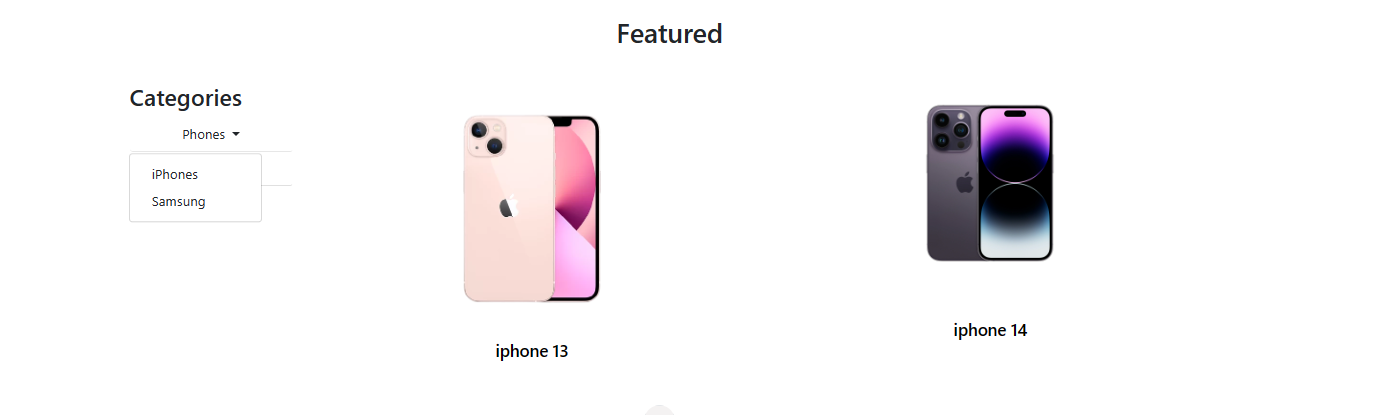 Featured
Categories
Phones
iPhones
Samsung
iphone 13
iphone 14